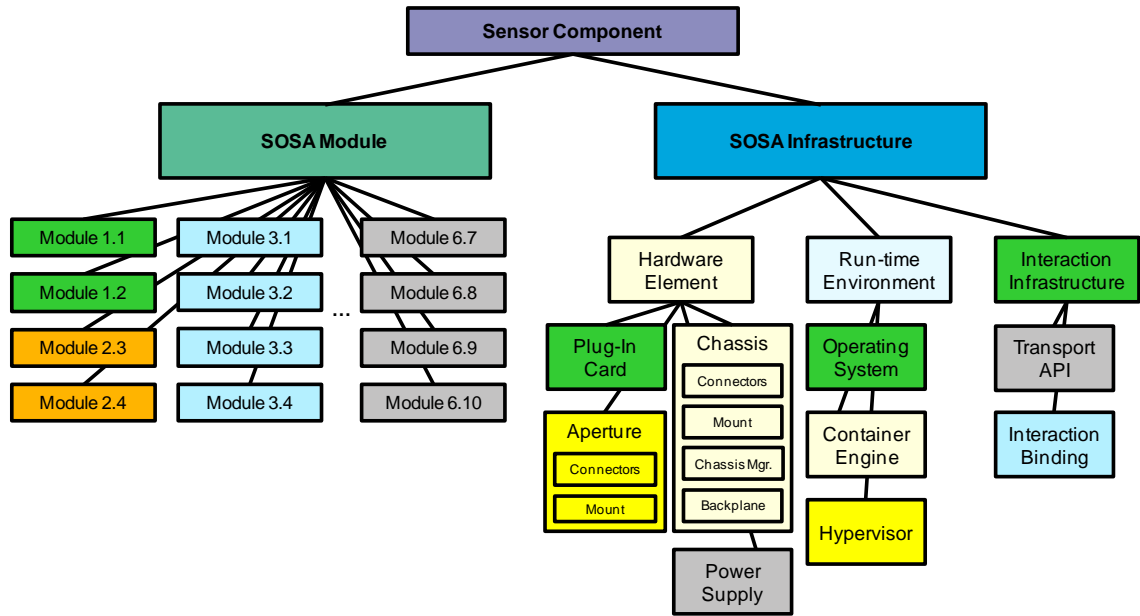 Sensor Component
SOSA Module
SOSA Infrastructure
Module 1.1
Module 1.2
Module 2.3
Module 2.4
Module 3.1
Module 3.2
Module 3.3
Module 3.4
...
Module 6.7
Module 6.8
Module 6.9
Module 6.10
Hardware
Element
Plug-In
Card
Aperture
Connectors
Mount
Chassis
Connectors
Mount
Chassis Mgr.
Backplane
Power
Supply
Run-time
Environment
Operating
System
Container
Engine
Hypervisor
Interaction
Infrastructure
Transport
API
Interaction
Binding